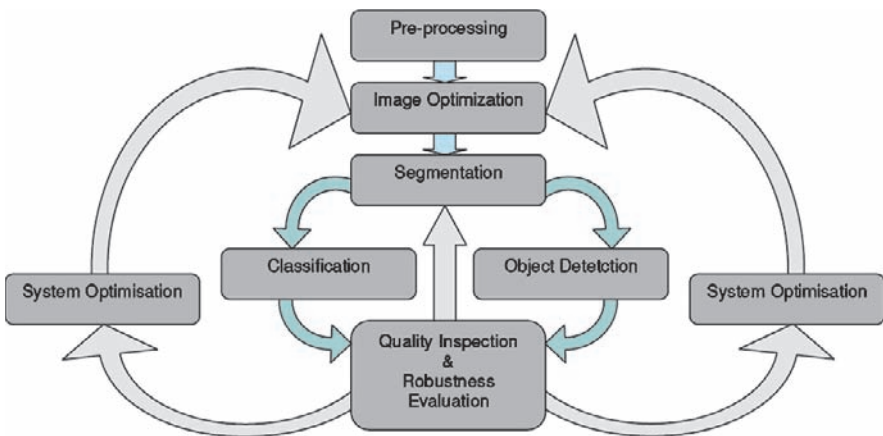 Pre-processing
Image Optimization
Segmentation
Classification
Object Detetction
System Optimisation
System Optimisation
Quality Inspection
&
Robustness
Evaluation